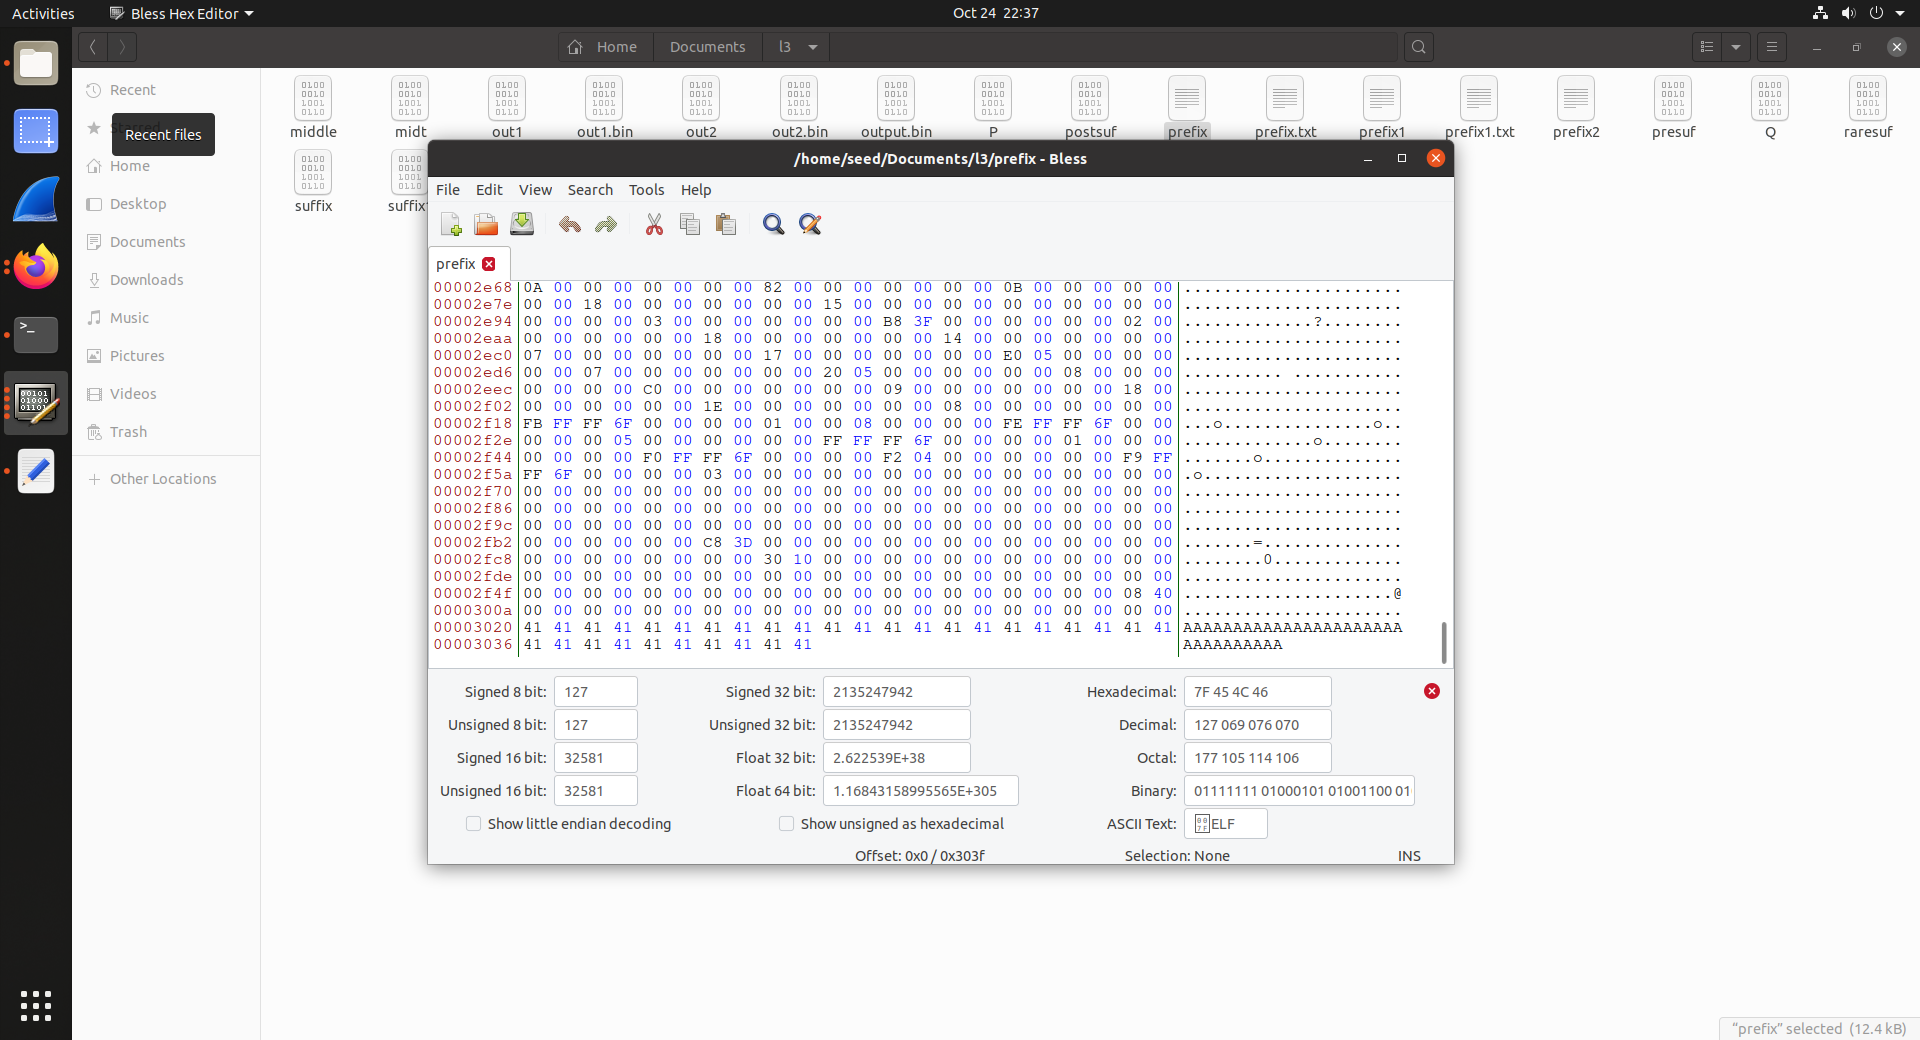 Activities
Bless Hex Editor
Oct 24 22:37
Home
Documents
l3
Recent
Recent files
Home
Desktop
Documents
Downloads
Music
Pictures
Videos
Trash
Other Locations
middle
midt
out1
out1.bin
out2
out2.bin
output.bin
P
postsuf
prefix
prefix.txt
prefix1
prefix1.txt
prefix2
presuf
Q
raresuf
suffix
/home/seed/Documents/l3/prefix - Bless
File Edit View Search Tools Help
prefix
00002e68 0A 00 00 00 00 00 00 00 82 00 00 00 00 00 00 00 0B 00 00 00 00 00 ......................
00002e7e 00 00 18 00 00 00 00 00 00 00 15 00 00 00 00 00 00 00 00 00 00 00 ......................
00002e94 00 00 00 00 03 00 00 00 00 00 00 00 B8 3F 00 00 00 00 00 00 02 00 .............?........
00002eaa 00 00 00 00 00 00 18 00 00 00 00 00 00 00 14 00 00 00 00 00 00 00 ......................
00002ec0 07 00 00 00 00 00 00 00 17 00 00 00 00 00 00 00 E0 05 00 00 00 00 ......................
00002ed6 00 00 07 00 00 00 00 00 00 00 20 05 00 00 00 00 00 00 08 00 00 00 .......... ...........
00002eec 00 00 00 00 C0 00 00 00 00 00 00 00 09 00 00 00 00 00 00 00 18 00 ......................
00002f02 00 00 00 00 00 00 1E 00 00 00 00 00 00 00 08 00 00 00 00 00 00 00 ......................
00002f18 FB FF FF 6F 00 00 00 00 01 00 00 08 00 00 00 00 FE FF FF 6F 00 00 ...o...............o..
00002f2e 00 00 00 05 00 00 00 00 00 00 FF FF FF 6F 00 00 00 00 01 00 00 00 .............o........
00002f44 00 00 00 00 F0 FF FF 6F 00 00 00 00 F2 04 00 00 00 00 00 00 F9 FF .......o..............
00002f5a FF 6F 00 00 00 00 03 00 00 00 00 00 00 00 00 00 00 00 00 00 00 00 .o....................
00002f70 00 00 00 00 00 00 00 00 00 00 00 00 00 00 00 00 00 00 00 00 00 00 ......................
00002f86 00 00 00 00 00 00 00 00 00 00 00 00 00 00 00 00 00 00 00 00 00 00 ......................
00002f9c 00 00 00 00 00 00 00 00 00 00 00 00 00 00 00 00 00 00 00 00 00 00 ......................
00002fb2 00 00 00 00 00 00 C8 3D 00 00 00 00 00 00 00 00 00 00 00 00 00 00 .......=..............
00002fc8 00 00 00 00 00 00 00 00 30 10 00 00 00 00 00 00 00 00 00 00 00 00 ........0.............
00002fde 00 00 00 00 00 00 00 00 00 00 00 00 00 00 00 00 00 00 00 00 00 00 ......................
00002f4f 00 00 00 00 00 00 00 00 00 00 00 00 00 00 00 00 00 00 00 00 08 40 .....................@
0000300a 00 00 00 00 00 00 00 00 00 00 00 00 00 00 00 00 00 00 00 00 00 00 ......................
00003020 41 41 41 41 41 41 41 41 41 41 41 41 41 41 41 41 41 41 41 41 41 41 AAAAAAAAAAAAAAAAAAAAAA
00003036 41 41 41 41 41 41 41 41 41 41 AAAAAAAAAA
Signed 8 bit: 127 Signed 32 bit: 2135247942 Hexadecimal: 7F 45 4C 46
Unsigned 8 bit: 127 Unsigned 32 bit: 2135247942 Decimal: 127 069 076 070
Signed 16 bit: 32581 Float 32 bit: 2.622539E+38 Octal: 177 105 114 106
Unsigned 16 bit: 32581 Float 64 bit: 1.16843158995565E+305 Binary: 01111111 01000101 01001100 01
Show little endian decoding Show unsigned as hexadecimal ASCII Text: ELF
Offset: 0x0 / 0x303f Selection: None INS
"prefix" selected (12.4 kB)